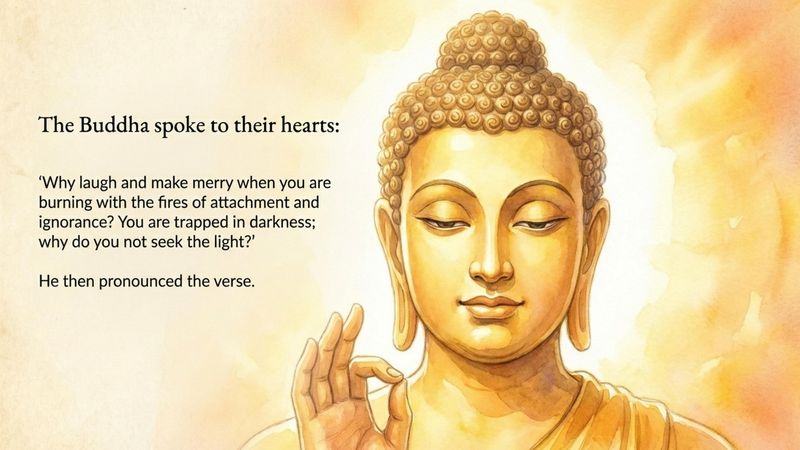 The Buddha spoke to their hearts:
‘Why laugh and make merry when you are
burning with the fires of attachment and
ignorance? You are trapped in darkness;
why do you not seek the light?’
He then pronounced the verse.